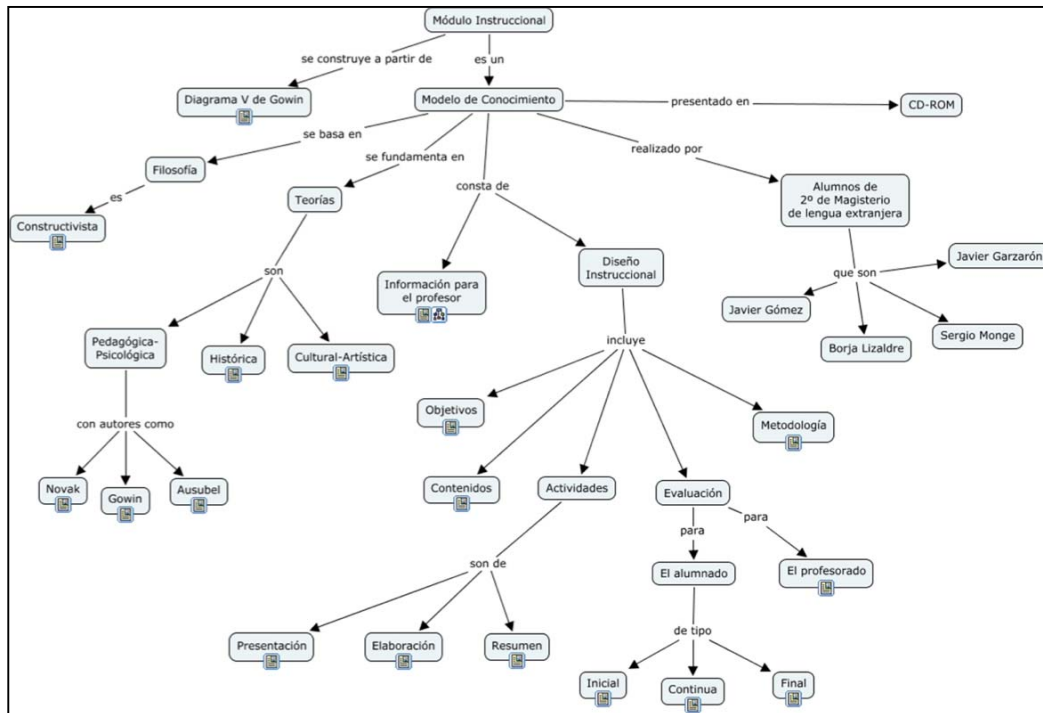 Módulo Instruccional
se construye a partir de
es un
Diagrama V de Gowin
Modelo de Conocimiento
presentado en
CD-ROM
se basa en
se fundamenta en
realizado por
Filosofía
es
Constructivista
Teorías
consta de
Alumnos de
2º de Magisterio
de lengua extranjera
son
Información para
el profesor
Diseño
Instruccional
que son
Javier Garzarón
Javier Gómez
Borja Lizaldre
Sergio Monge
Pedagógica-
Psicológica
Histórica
Cultural-Artística
incluye
con autores como
Objetivos
Metodología
Novak
Gowin
Ausubel
Contenidos
Actividades
Evaluación
para
para
son de
El alumnado
El profesorado
Presentación
Elaboración
Resumen
de tipo
Inicial
Continua
Final